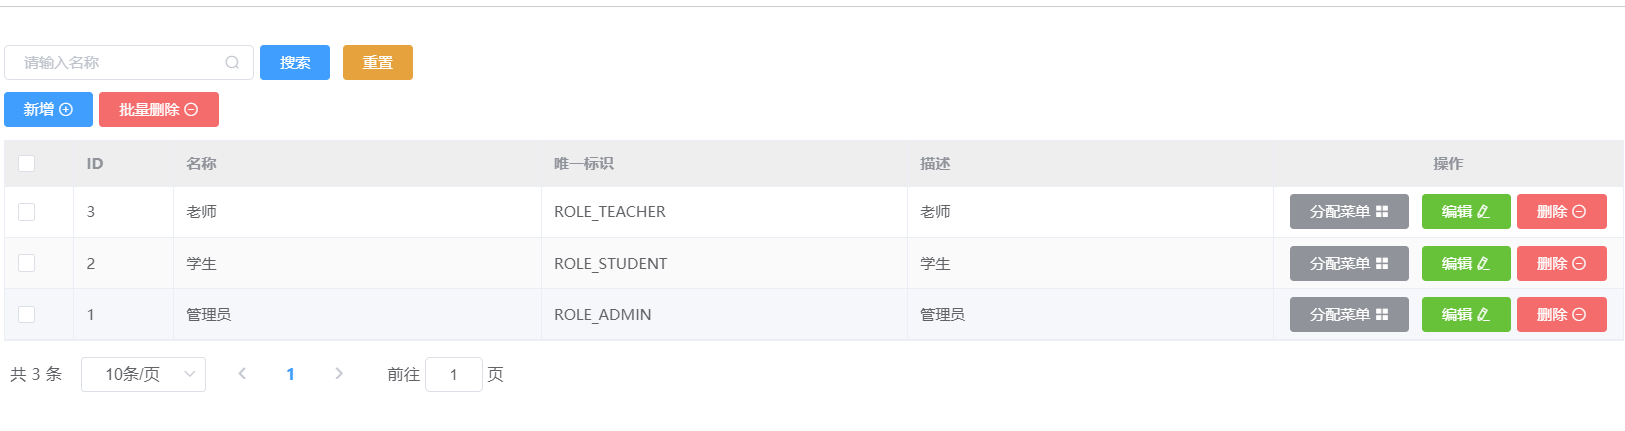 请输入名称 搜索 重置
新增 批量删除
ID 名称 唯一标识 描述 操作
3 老师 ROLE_TEACHER 老师 分配菜单 编辑 删除
2 学生 ROLE_STUDENT 学生 分配菜单 编辑 删除
1 管理员 ROLE_ADMIN 管理员 分配菜单 编辑 删除
共 3 条 10条/页 1 前往 1 页